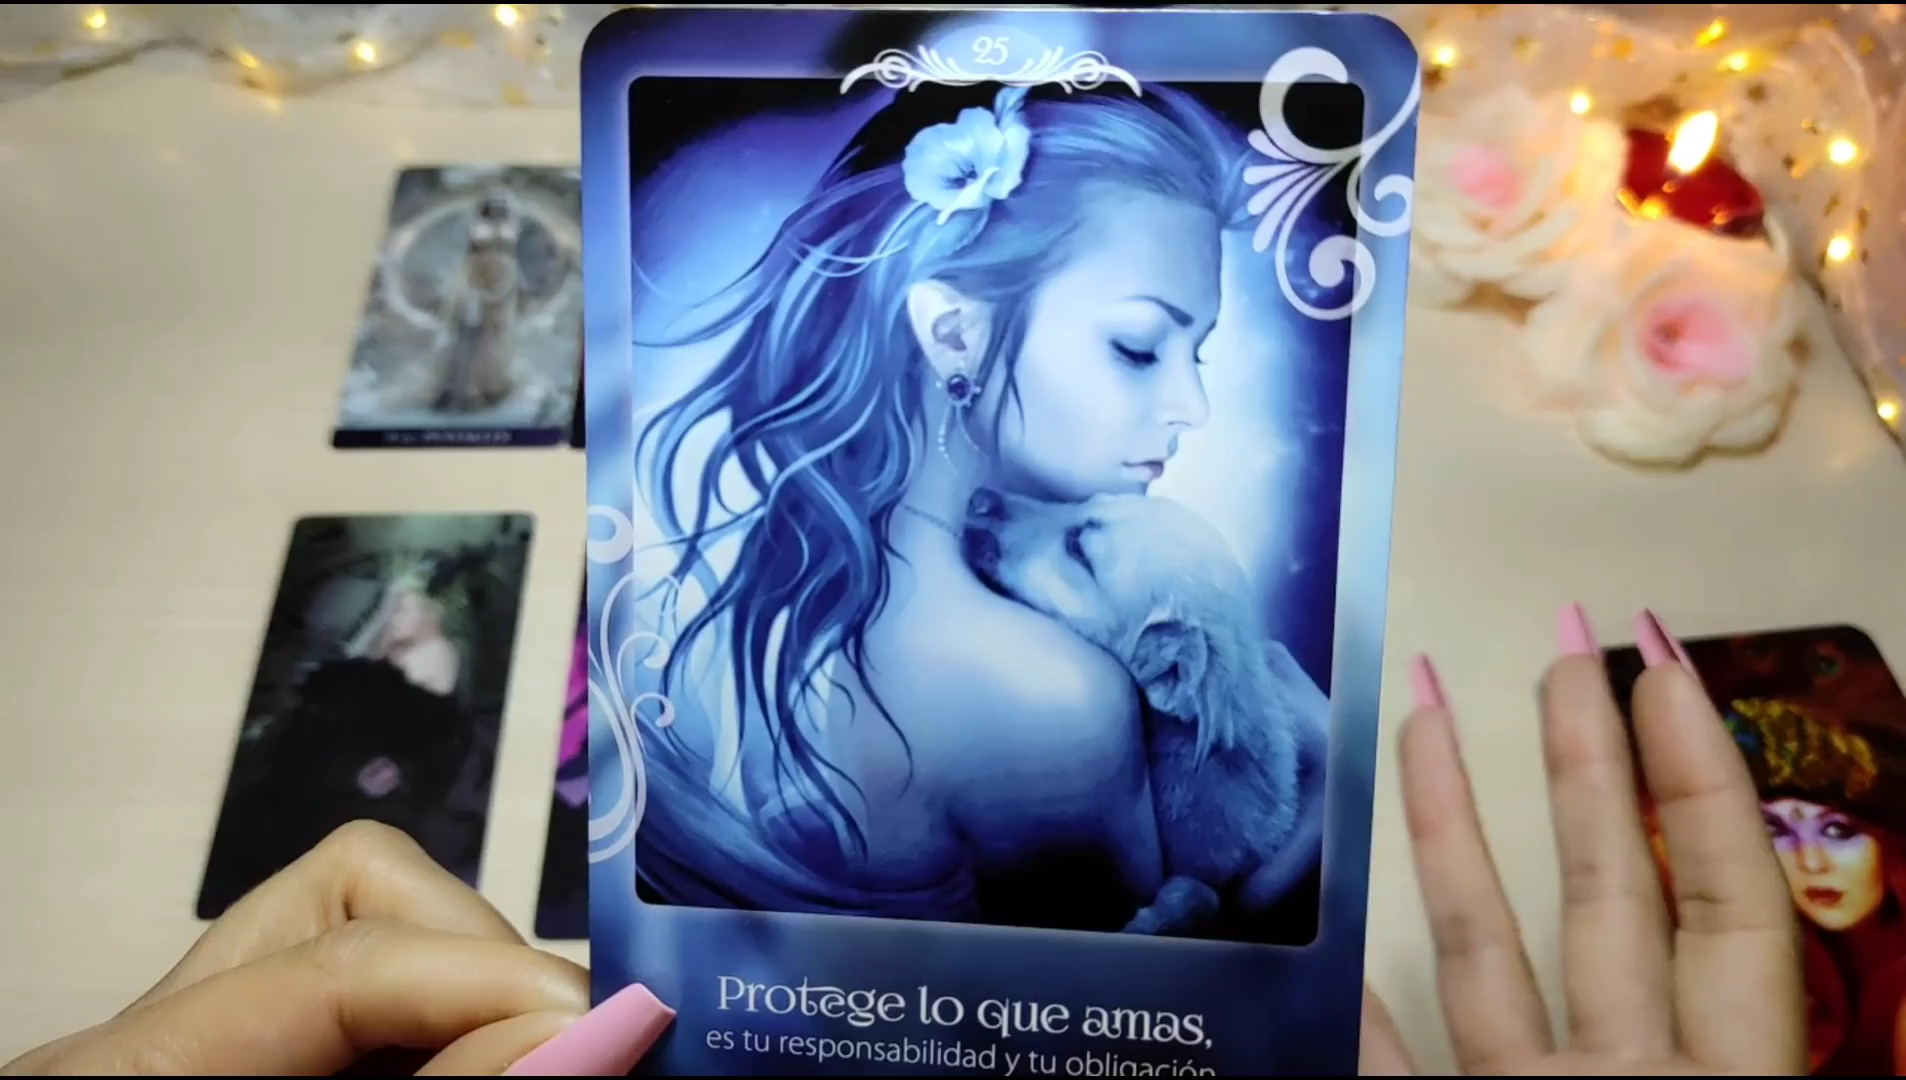 25
Protege lo que amas,
es tu responsabilidad y tu obligación